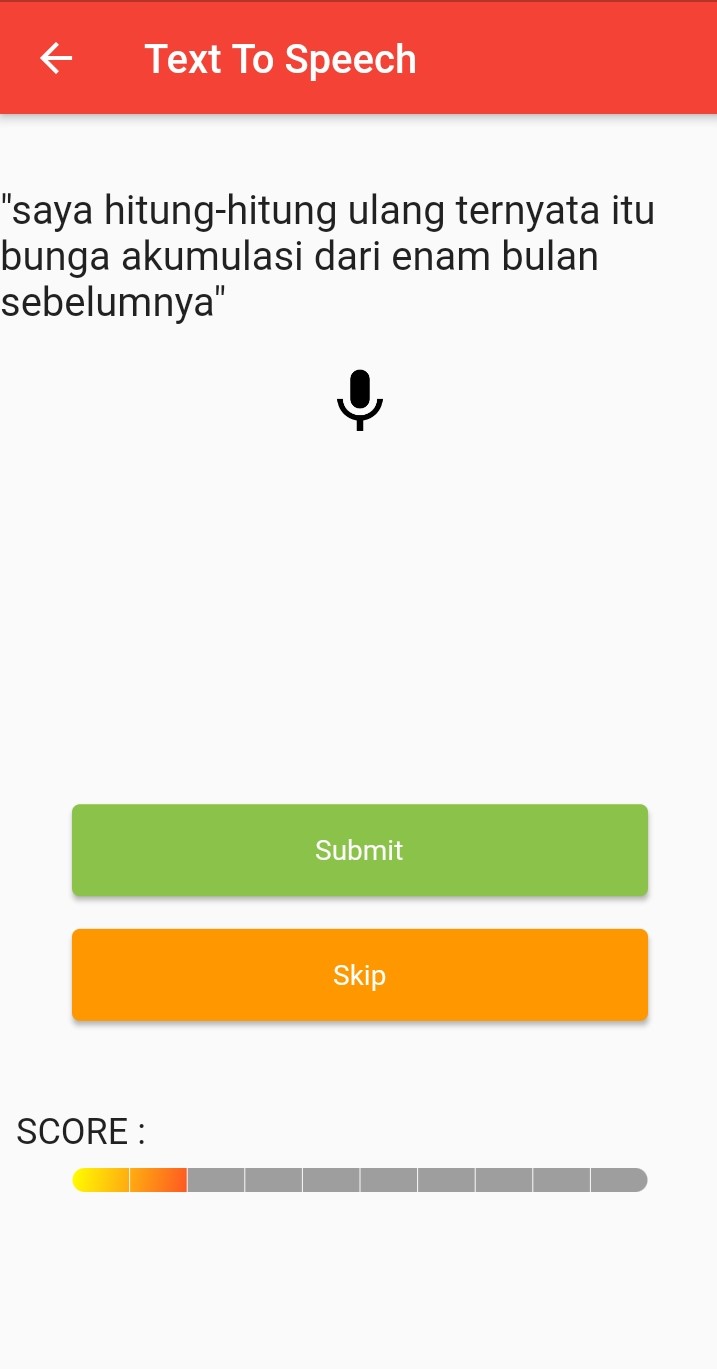 Text To Speech
"saya hitung-hitung ulang ternyata itu
bunga akumulasi dari enam bulan
sebelumnya"
Submit
Skip
SCORE :